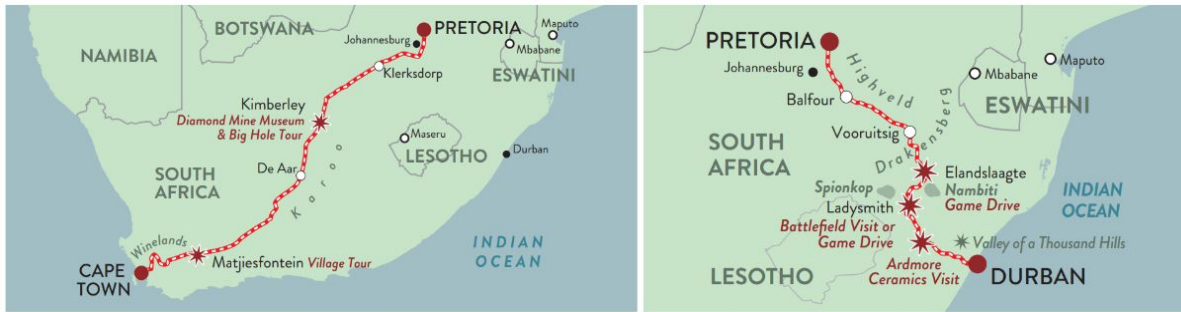 BOTSWANA
PRETORIA
Maputo
Johannesburg
Mbabane
NAMIBIA
Klerksdorp
ESWATINI
Kimberley
Diamond Mine Museum
& Big Hole Tour
Maseru
LESOTHO
Durban
De Aar
SOUTH
AFRICA
Karoo
Winelands
INDIAN
OCEAN
Matjiesfontein Village Tour
CAPE
TOWN
PRETORIA
Johannesburg
Highveld
Maputo
Mbabane
Balfour
ESWATINI
Vooruitsig
Drakensberg
SOUTH
AFRICA
Elandslaagte
Spionkop
Nambiti
Game Drive
INDIAN
OCEAN
Ladysmith
Battlefield Visit or
Game Drive
Valley of a Thousand Hills
LESOTHO
Ardmore
Ceramics Visit
DURBAN